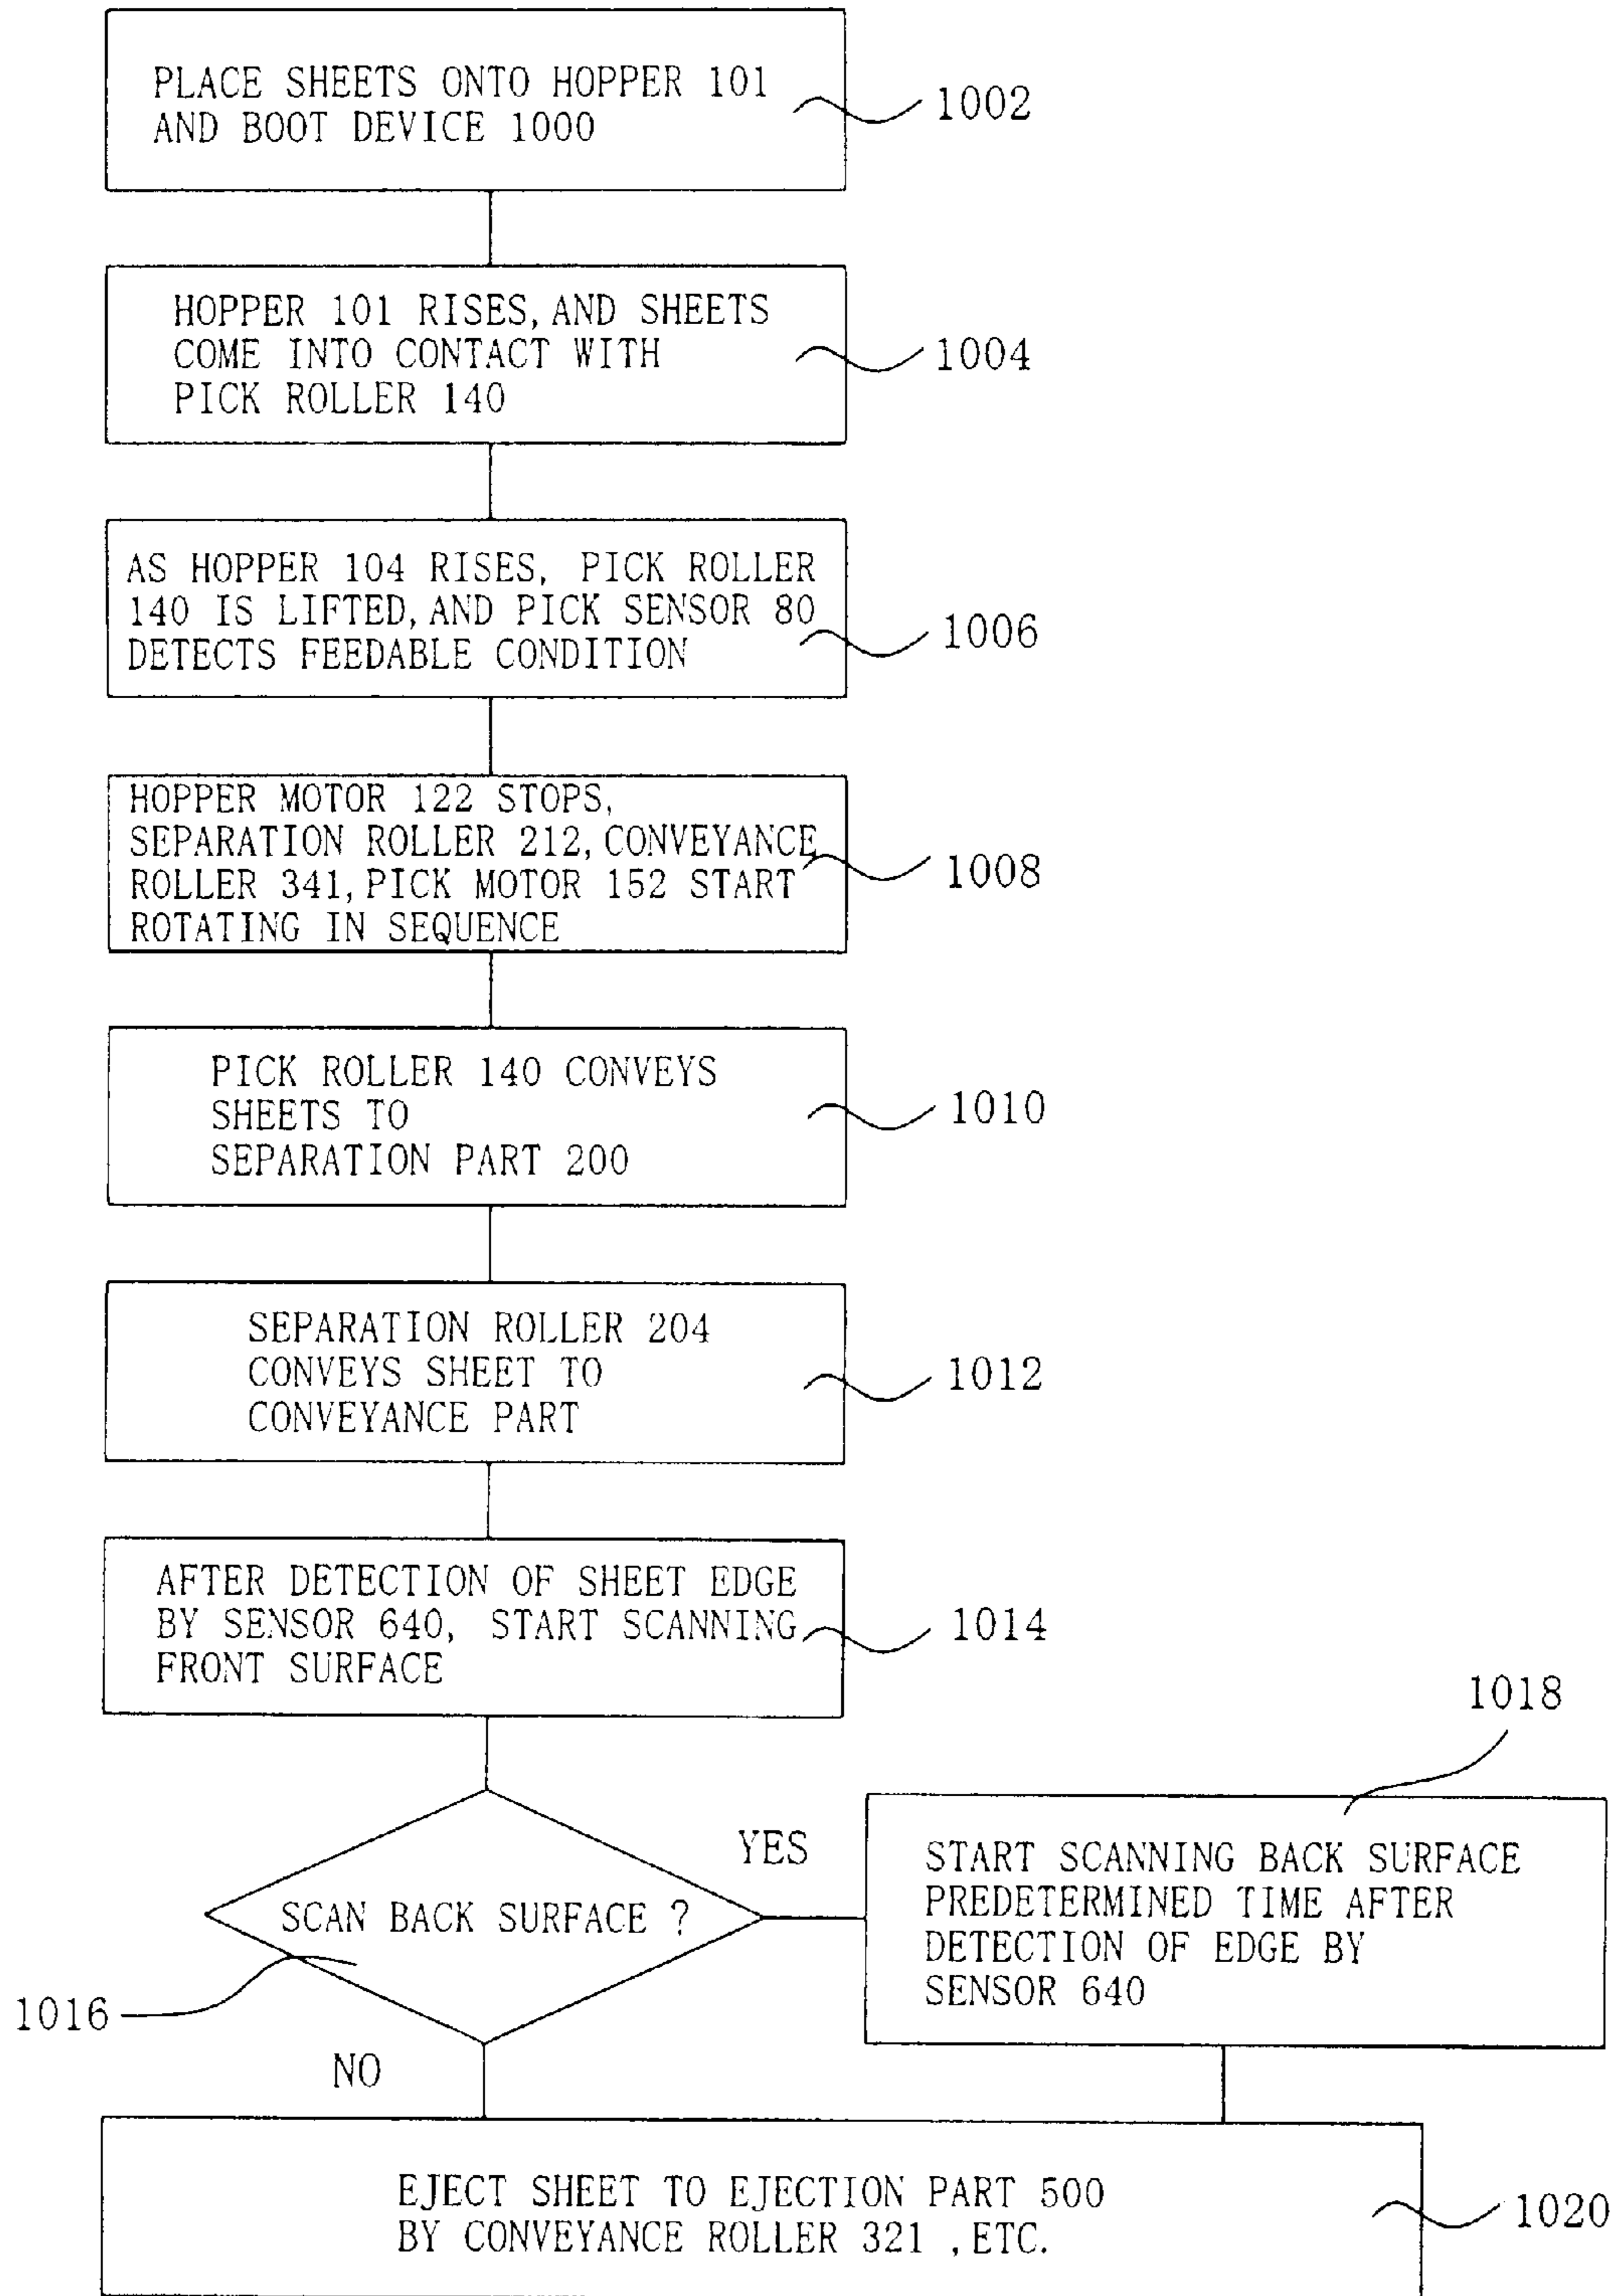 PLACE SHEETS ONTO HOPPER 101
AND BOOT DEVICE 1000
1002
HOPPER 101 RISES, AND SHEETS
COME INTO CONTACT WITH
PICK ROLLER 140
1004
AS HOPPER 104 RISES, PICK ROLLER
140 IS LIFTED, AND PICK SENSOR 80
DETECTS FEEDABLE CONDITION
1006
HOPPER MOTOR 122 STOPS,
SEPARATION ROLLER 212, CONVEYANCE
ROLLER 341, PICK MOTOR 152 START
ROTATING IN SEQUENCE
1008
PICK ROLLER 140 CONVEYS
SHEETS TO
SEPARATION PART 200
1010
SEPARATION ROLLER 204
CONVEYS SHEET TO
CONVEYANCE PART
1012
AFTER DETECTION OF SHEET EDGE
BY SENSOR 640, START SCANNING
FRONT SURFACE
1014
SCAN BACK SURFACE ?
1016
YES
NO
1018
START SCANNING BACK SURFACE
PREDETERMINED TIME AFTER
DETECTION OF EDGE BY
SENSOR 640
EJECT SHEET TO EJECTION PART 500
BY CONVEYANCE ROLLER 321 ,ETC.
1020